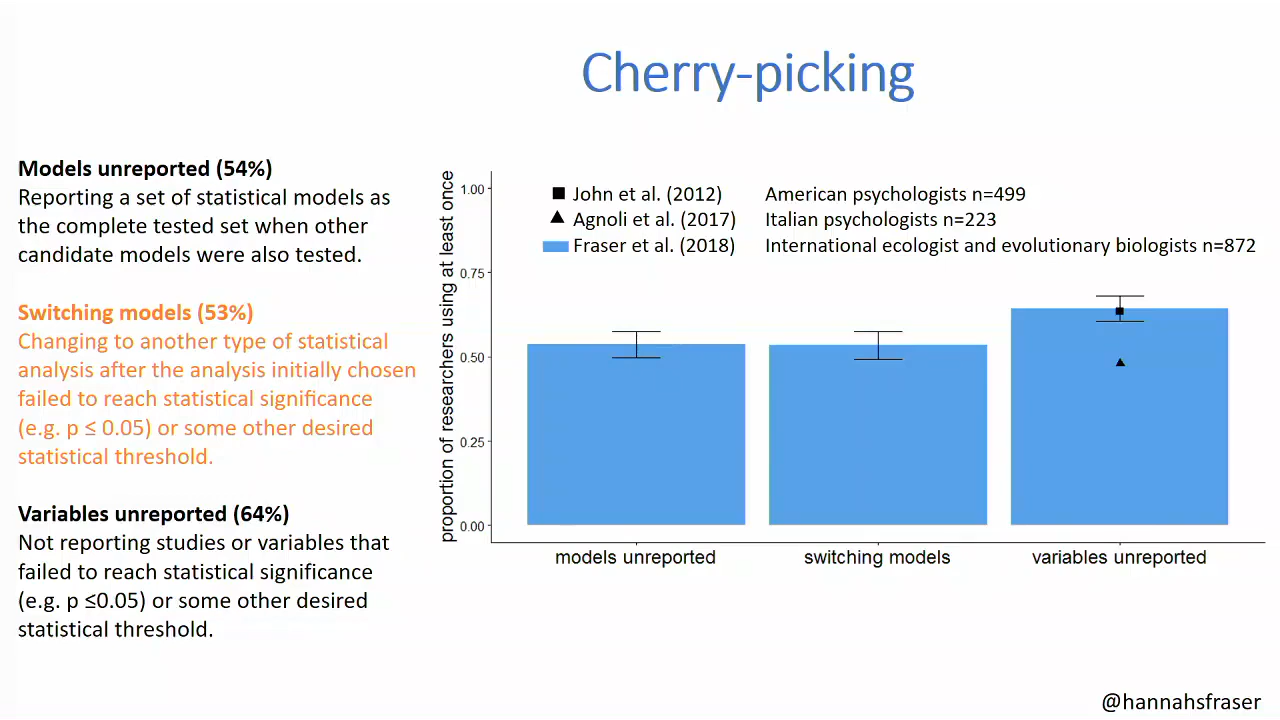 Cherry-picking
Models unreported (54%)
Reporting a set of statistical models as
the complete tested set when other
candidate models were also tested.
Switching models (53%)
Changing to another type of statistical
analysis after the analysis initially chosen
failed to reach statistical significance
(e.g. p ≤ 0.05) or some other desired
statistical threshold.
Variables unreported (64%)
Not reporting studies or variables that
failed to reach statistical significance
(e.g. p ≤0.05) or some other desired
statistical threshold.
proportion of researchers using at least once
1.00
0.75
0.50
0.25
0.00
John et al. (2012) American psychologists n=499
Agnoli et al. (2017) Italian psychologists n=223
Fraser et al. (2018) International ecologist and evolutionary biologists n=872
models unreported
switching models
variables unreported
@hannahsfraser